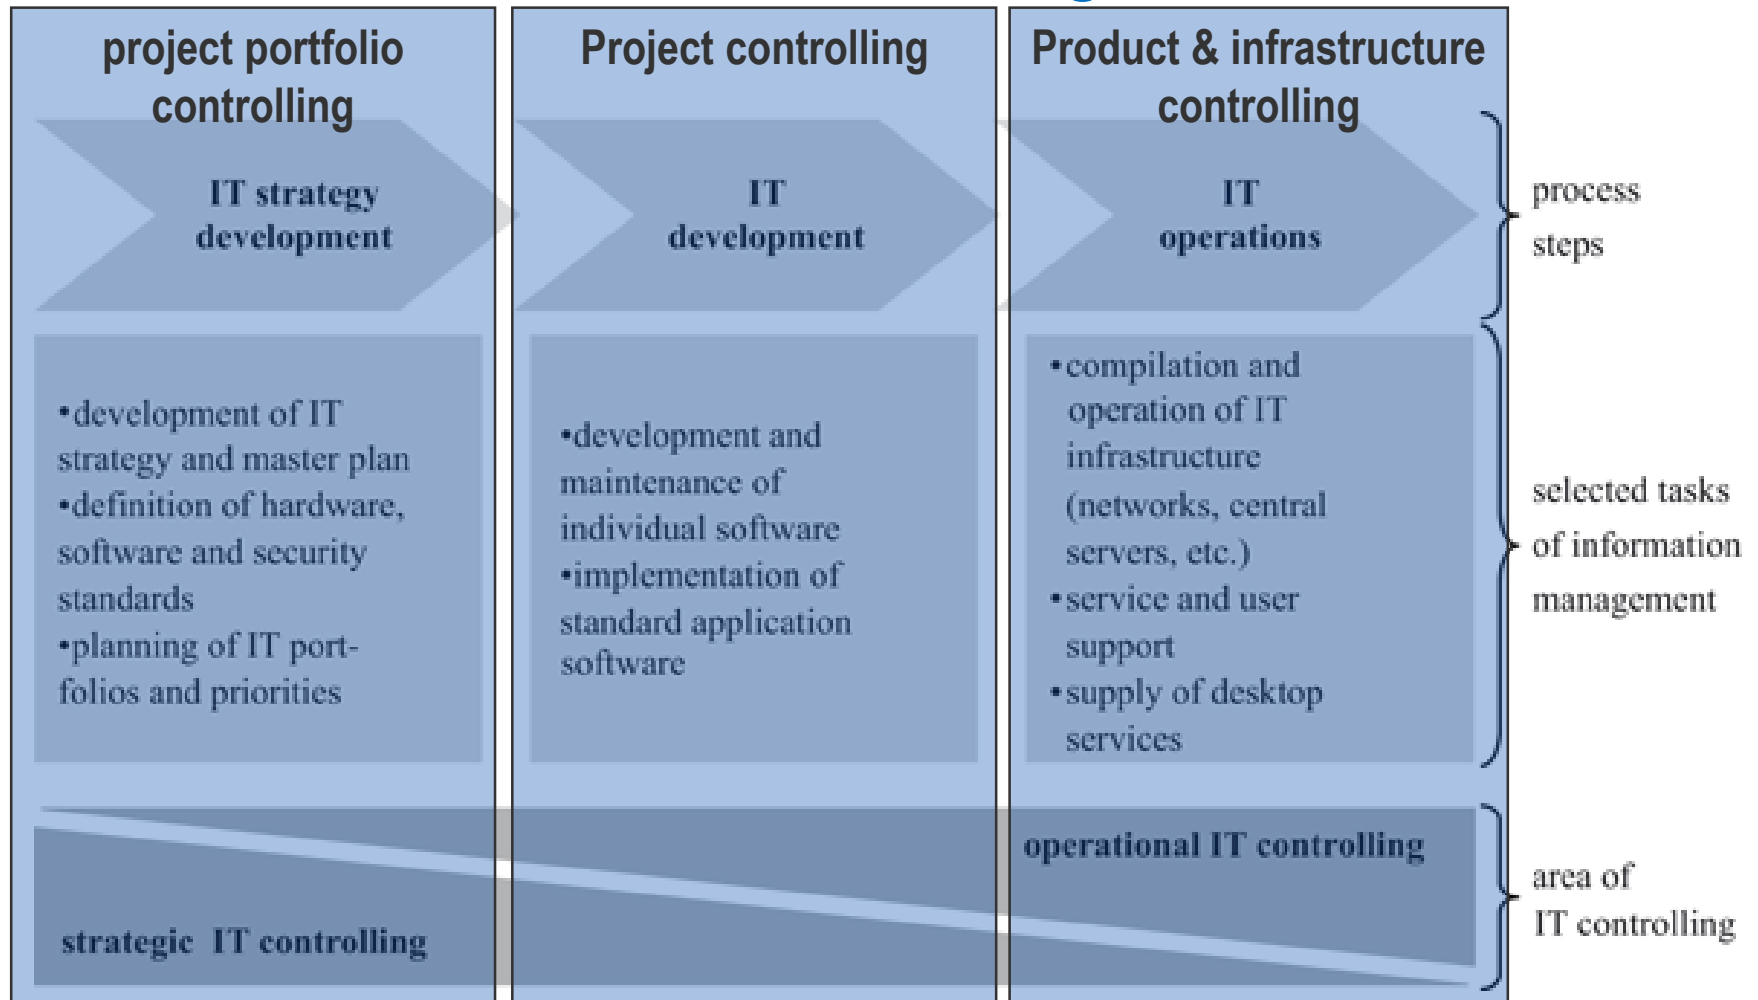 project portfolio
controlling
Project controlling
Product & infrastructure
controlling
IT strategy
development
IT
development
IT
operations
process
steps
•development of IT
strategy and master plan
•definition of hardware,
software and security
standards
•planning of IT port-
folios and priorities
•development and
maintenance of
individual software
•implementation of
standard application
software
•compilation and
operation of IT
infrastructure
(networks, central
servers, etc.)
•service and user
support
•supply of desktop
services
selected tasks
of information
management
operational IT controlling
strategic IT controlling
area of
IT controlling